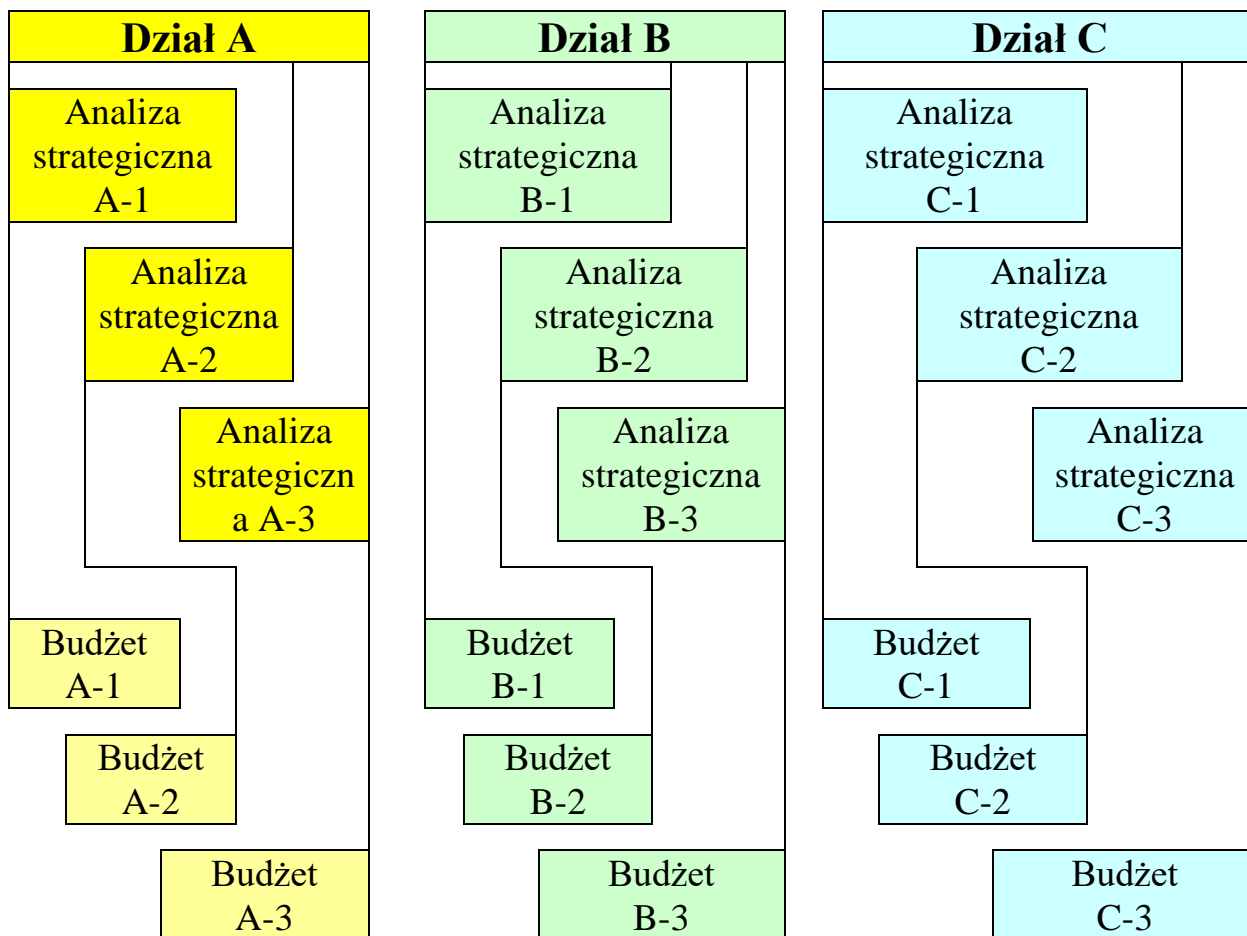 Dział A
Dział B
Dział C
Analiza
strategiczna
A-1
Analiza
strategiczna
B-1
Analiza
strategiczna
C-1
Analiza
strategiczna
A-2
Analiza
strategiczna
B-2
Analiza
strategiczna
C-2
Analiza
strategiczn
a A-3
Analiza
strategiczna
B-3
Analiza
strategiczna
C-3
Budżet
A-1
Budżet
B-1
Budżet
C-1
Budżet
A-2
Budżet
B-2
Budżet
C-2
Budżet
A-3
Budżet
B-3
Budżet
C-3